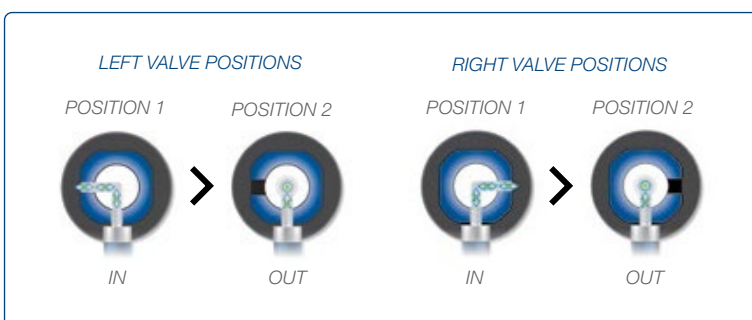 LEFT VALVE POSITIONS
RIGHT VALVE POSITIONS
POSITION 1
POSITION 2
POSITION 1
POSITION 2
IN
OUT
IN
OUT